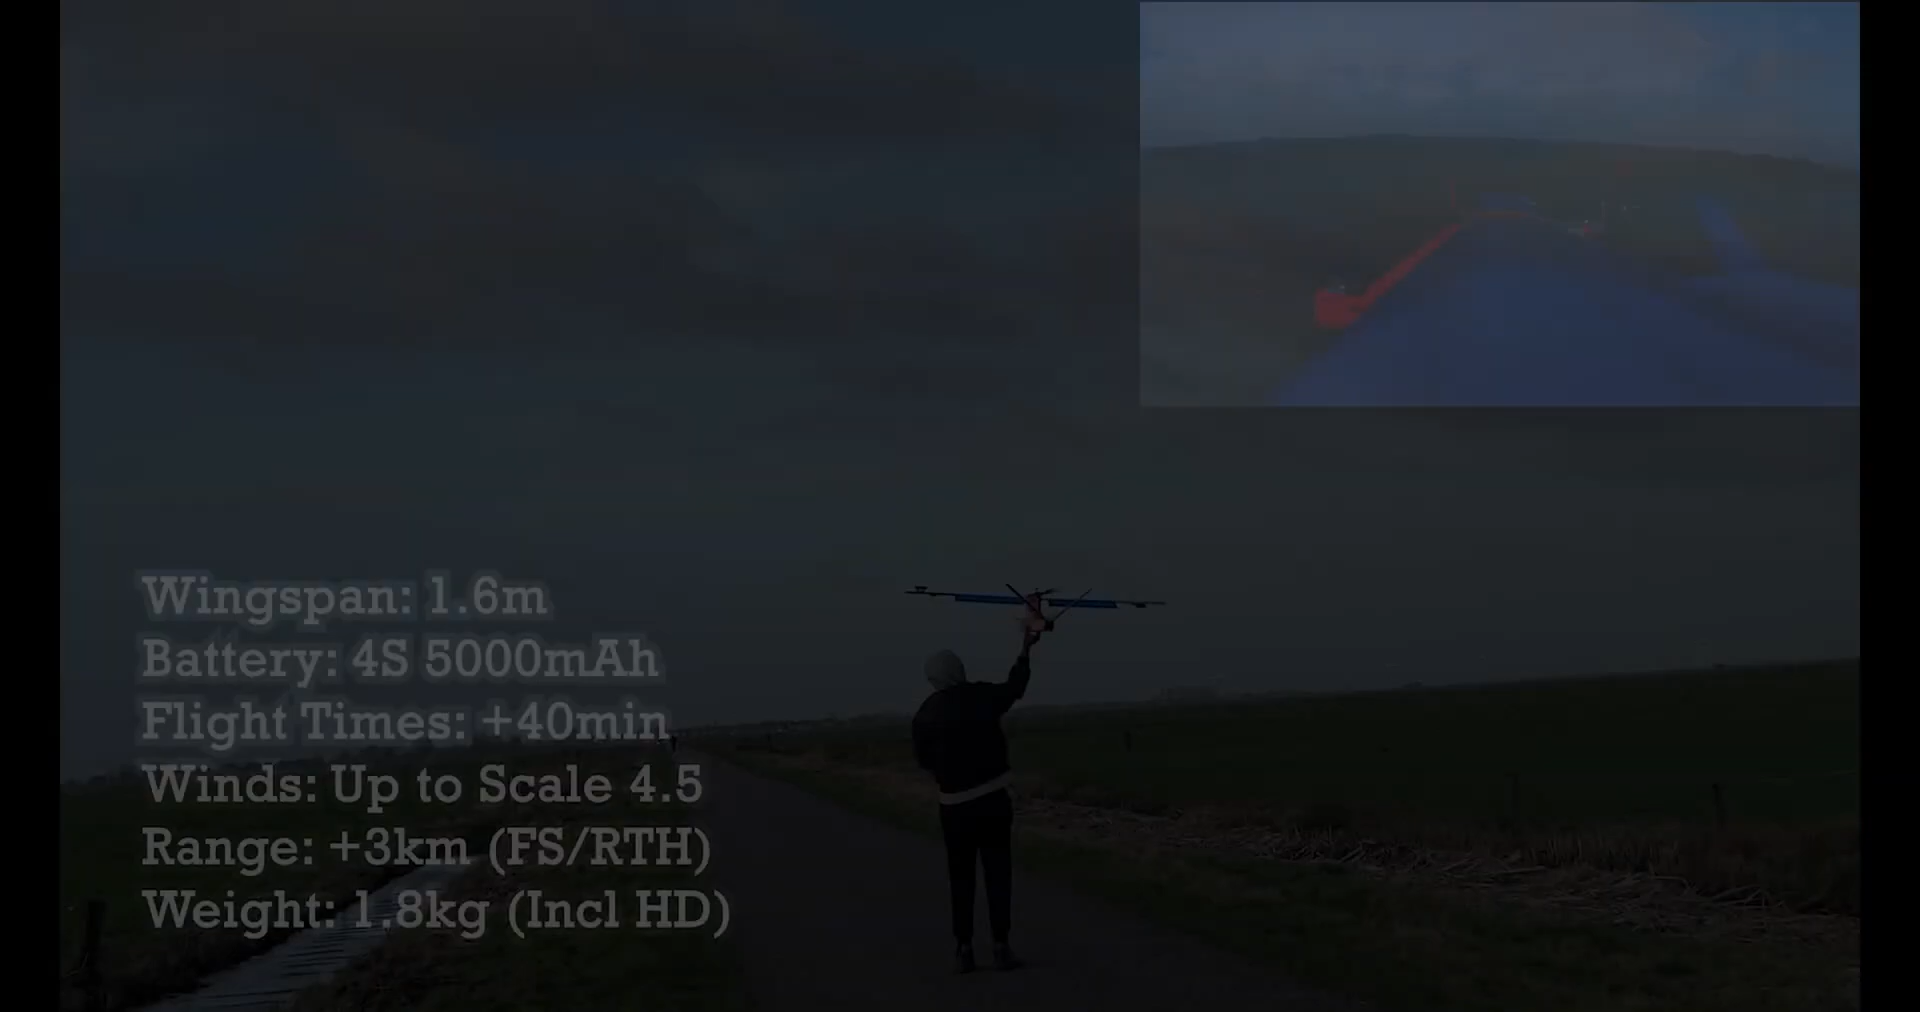 Wingspan: 1.6m
Battery: 4S 5000mAh
Flight Times: +40min
Winds: Up to Scale 4.5
Range: +3km (FS/RTH)
Weight: 1.8kg (Incl HD)